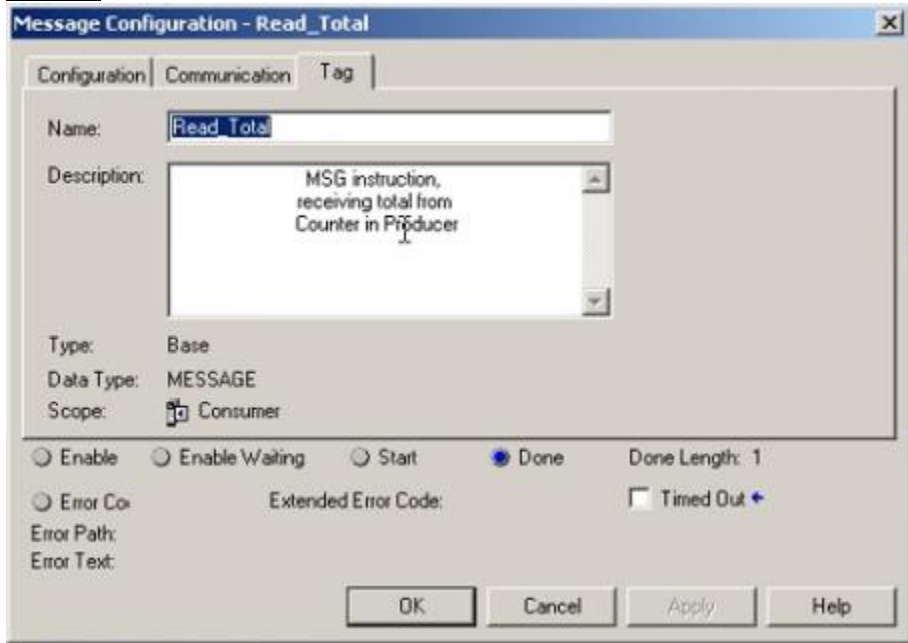 Message Configuration - Read_Total
Configuration Communication Tag
Name: Read_Total
Description: MSG instruction,
receiving total from
Counter in Producer
Type: Base
Data Type: MESSAGE
Scope: Consumer
Enable Enable Waiting Start Done Done Length: 1
Error Co Extended Error Code: Timed Out
Error Path:
Error Text:
OK Cancel Apply Help